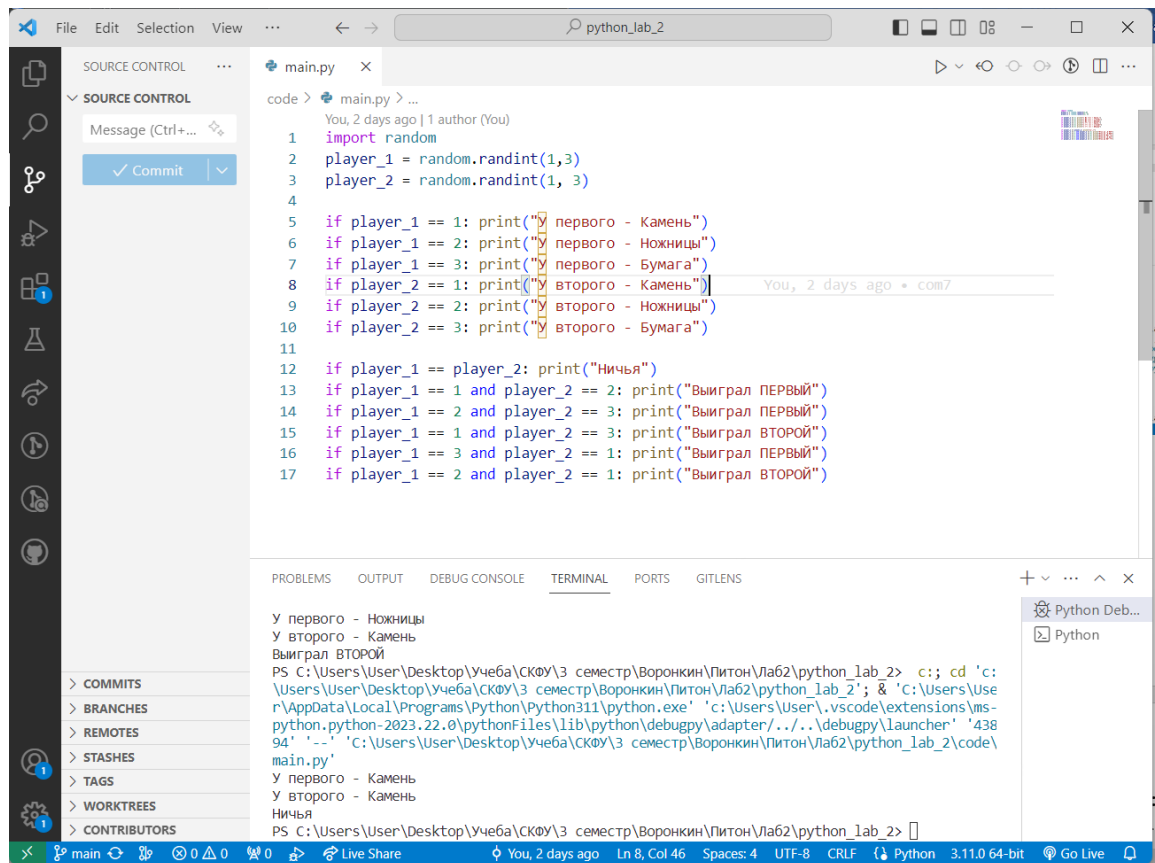 File Edit Selection View ··· python_lab_2
SOURCE CONTROL ···
SOURCE CONTROL
Message (Ctrl+...
Commit
COMMITS
BRANCHES
REMOTES
STASHES
TAGS
WORKTREES
CONTRIBUTORS
main.py
code > main.py > ...
You, 2 days ago | 1 author (You)
1 import random
2 player_1 = random.randint(1,3)
3 player_2 = random.randint(1, 3)
4
5 if player_1 == 1: print("У первого - Камень")
6 if player_1 == 2: print("У первого - Ножницы")
7 if player_1 == 3: print("У первого - Бумага")
8 if player_2 == 1: print("У второго - Камень") You, 2 days ago • com7
9 if player_2 == 2: print("У второго - Ножницы")
10 if player_2 == 3: print("У второго - Бумага")
11
12 if player_1 == player_2: print("Ничья")
13 if player_1 == 1 and player_2 == 2: print("Выиграл ПЕРВЫЙ")
14 if player_1 == 2 and player_2 == 3: print("Выиграл ПЕРВЫЙ")
15 if player_1 == 1 and player_2 == 3: print("Выиграл ВТОРОЙ")
16 if player_1 == 3 and player_2 == 1: print("Выиграл ПЕРВЫЙ")
17 if player_1 == 2 and player_2 == 1: print("Выиграл ВТОРОЙ")
PROBLEMS OUTPUT DEBUG CONSOLE TERMINAL PORTS GITLENS
Python Deb...
Python
У первого - Ножницы
У второго - Камень
Выиграл ВТОРОЙ
PS C:\Users\User\Desktop\Учеба\СКФУ\3 семестр\Воронкин\Питон\Лаб2\python_lab_2> c:; cd 'c:
\Users\User\Desktop\Учеба\СКФУ\3 семестр\Воронкин\Питон\Лаб2\python_lab_2'; & 'C:\Users\Use
r\AppData\Local\Programs\Python\Python311\python.exe' 'c:\Users\User\.vscode\extensions\ms-
python.python-2023.22.0\pythonFiles\lib\python\debugpy\adapter/../..\debugpy\launcher' '438
94' '--' 'C:\Users\User\Desktop\Учеба\СКФУ\3 семестр\Воронкин\Питон\Лаб2\python_lab_2\code\
main.py'
У первого - Камень
У второго - Камень
Ничья
PS C:\Users\User\Desktop\Учеба\СКФУ\3 семестр\Воронкин\Питон\Лаб2\python_lab_2>
main 0 0 0 Live Share You, 2 days ago Ln 8, Col 46 Spaces: 4 UTF-8 CRLF Python 3.11.0 64-bit Go Live